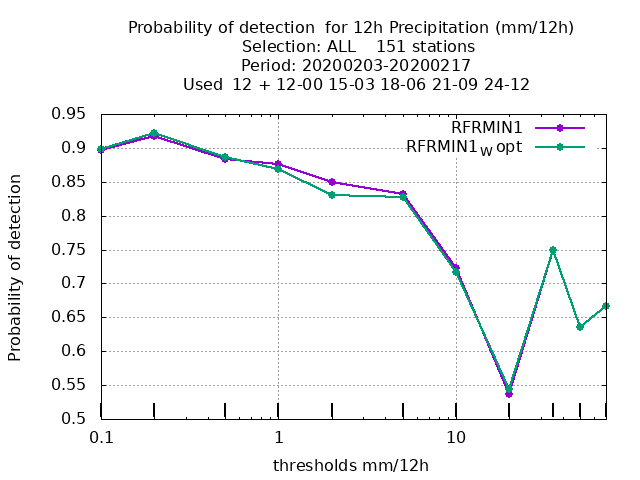 Probability of detection  for 12h Precipitation (mm/12h)
Selection: ALL    151 stations
Period: 20200203-20200217
Used  12 + 12-00 15-03 18-06 21-09 24-12
RFRMIN1
RFRMIN1W opt
Probability of detection
0.95
0.9
0.85
0.8
0.75
0.7
0.65
0.6
0.55
0.5
0.1 1 10
thresholds mm/12h